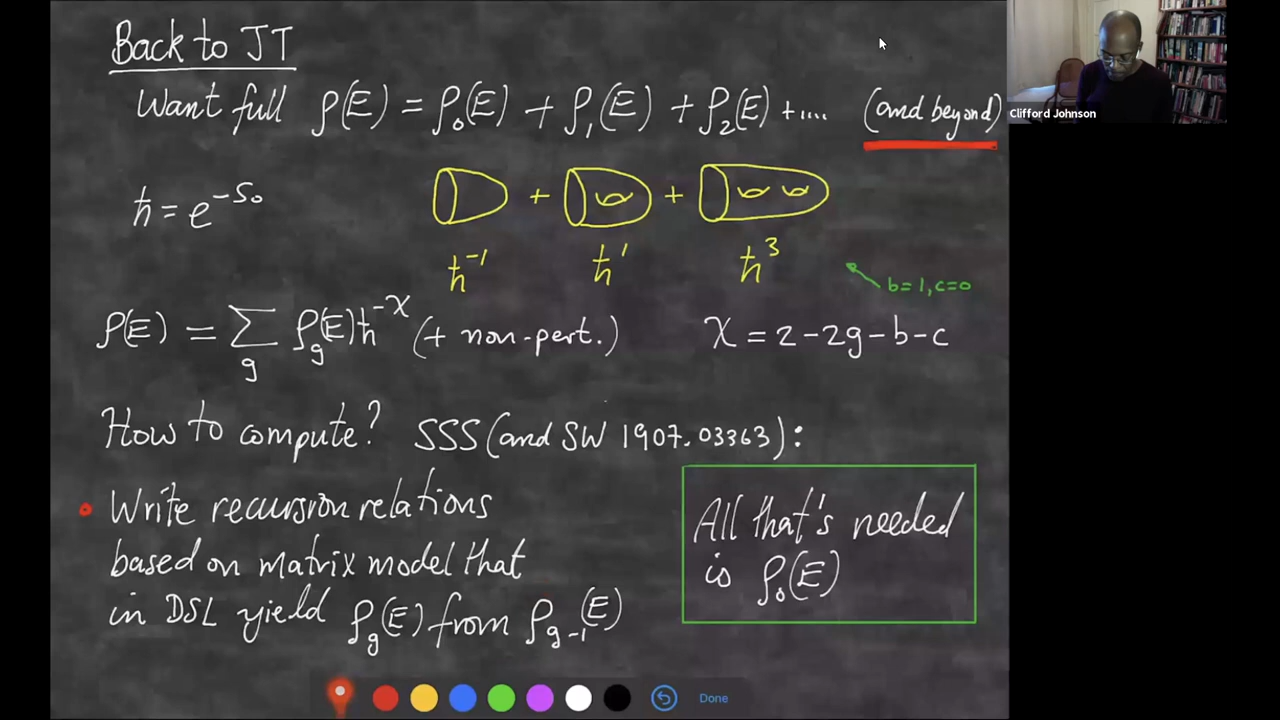 Back to JT
Want full ρ(E) = ρ₀(E) + ρ₁(E) + ρ₂(E) + .... (and beyond)
Clifford Johnson
ħ = e^{-S₀}
+ +
ħ⁻¹ ħ¹ ħ³
b=1, c=0
ρ(E) = Σ_g ρ_g(E) ħ^{-χ} (+ non-pert.) χ = 2-2g-b-c
How to compute? SSS (and SW 1907.03363):
• Write recursion relations
based on matrix model that
in DSL yield ρ_g(E) from ρ_{g-1}(E)
All that's needed
is ρ₀(E)
Done